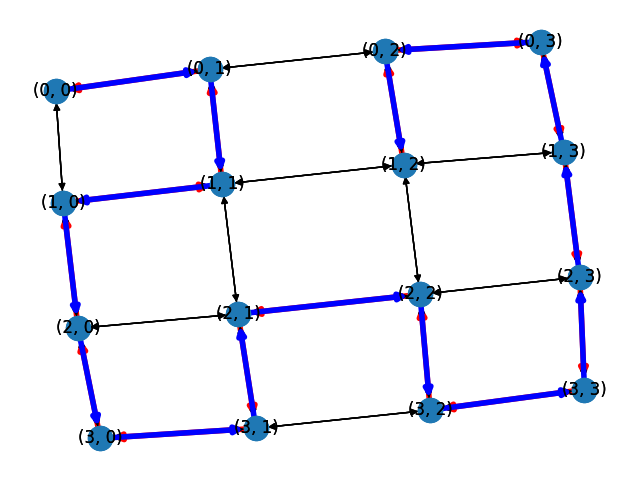 (0, 0) (0, 1) (0, 2) (0, 3)
(1, 0) (1, 1) (1, 2) (1, 3)
(2, 0) (2, 1) (2, 2) (2, 3)
(3, 0) (3, 1) (3, 2) (3, 3)